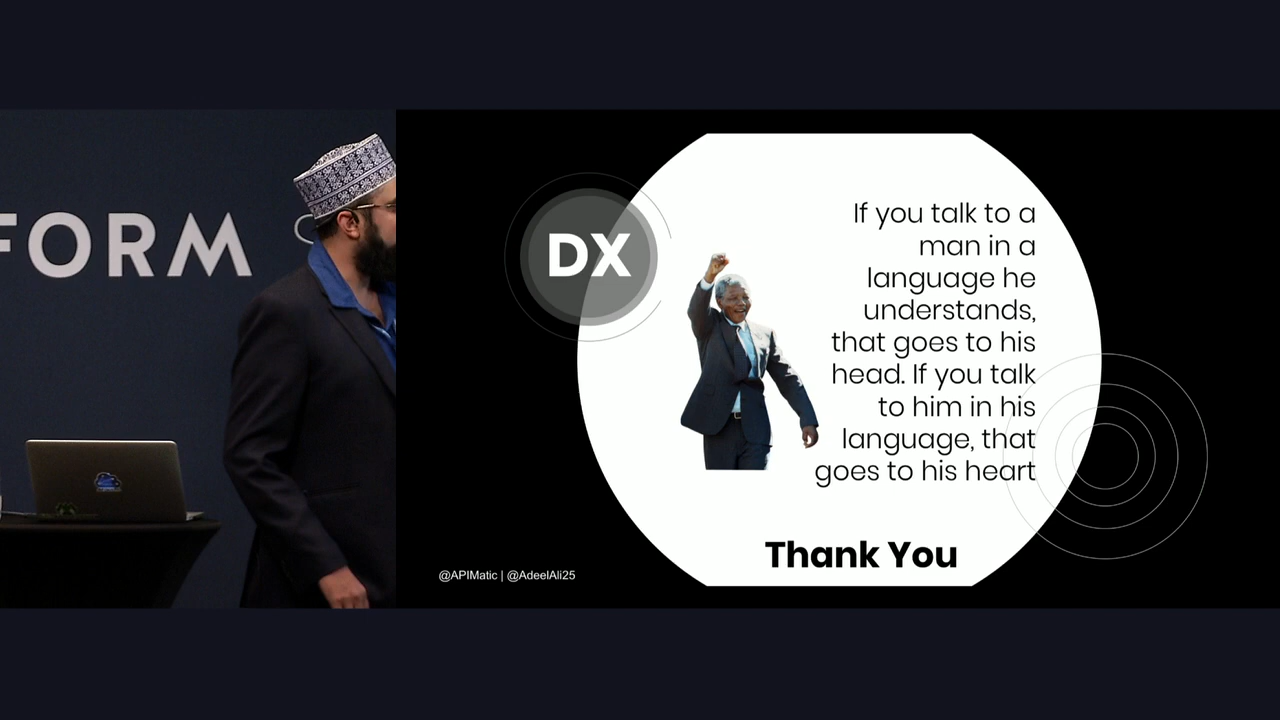 FORM
DX
If you talk to a
man in a
language he
understands,
that goes to his
head. If you talk
to him in his
language, that
goes to his heart
Thank You
@APIMatic | @AdeelAli25